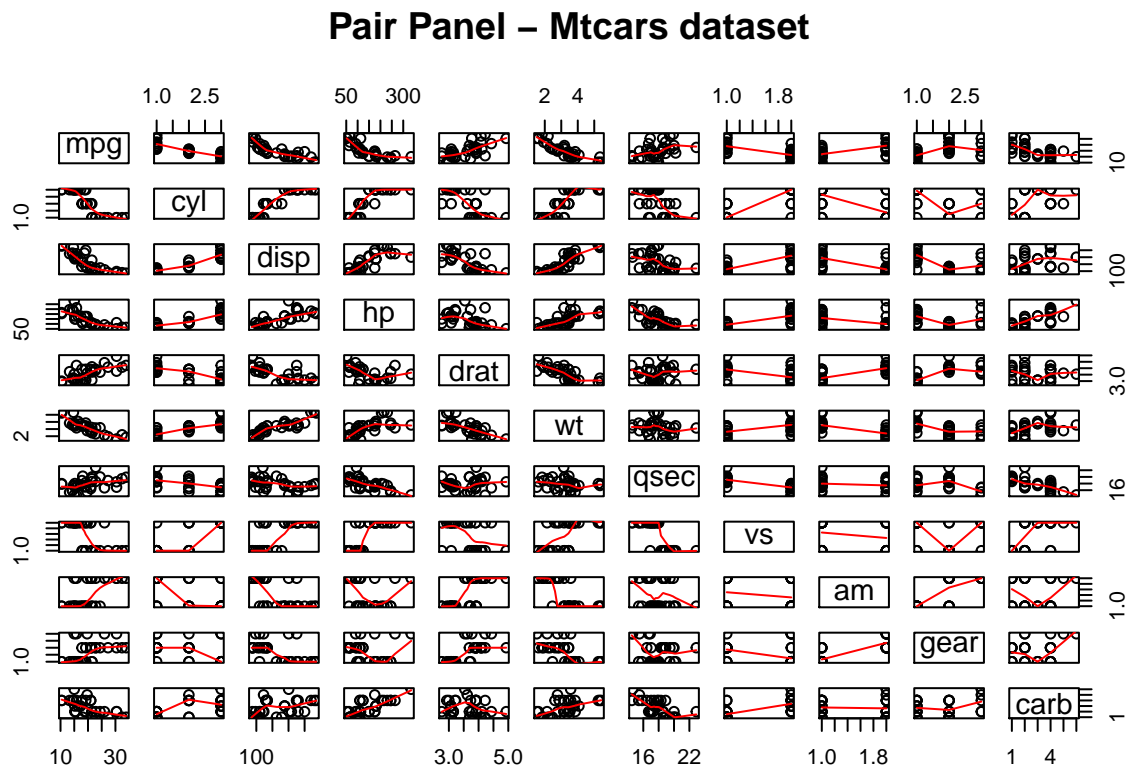 Pair Panel – Mtcars dataset
1.0 2.5 50 300 2 4 1.0 1.8 1.0 2.5
mpg 10
1.0 cyl
disp 100
50 hp
drat 3.0
2 wt
qsec 16
1.0 vs
am 1.0
1.0 gear
carb 1
10 30 100 3.0 5.0 16 22 1.0 1.8 1 4